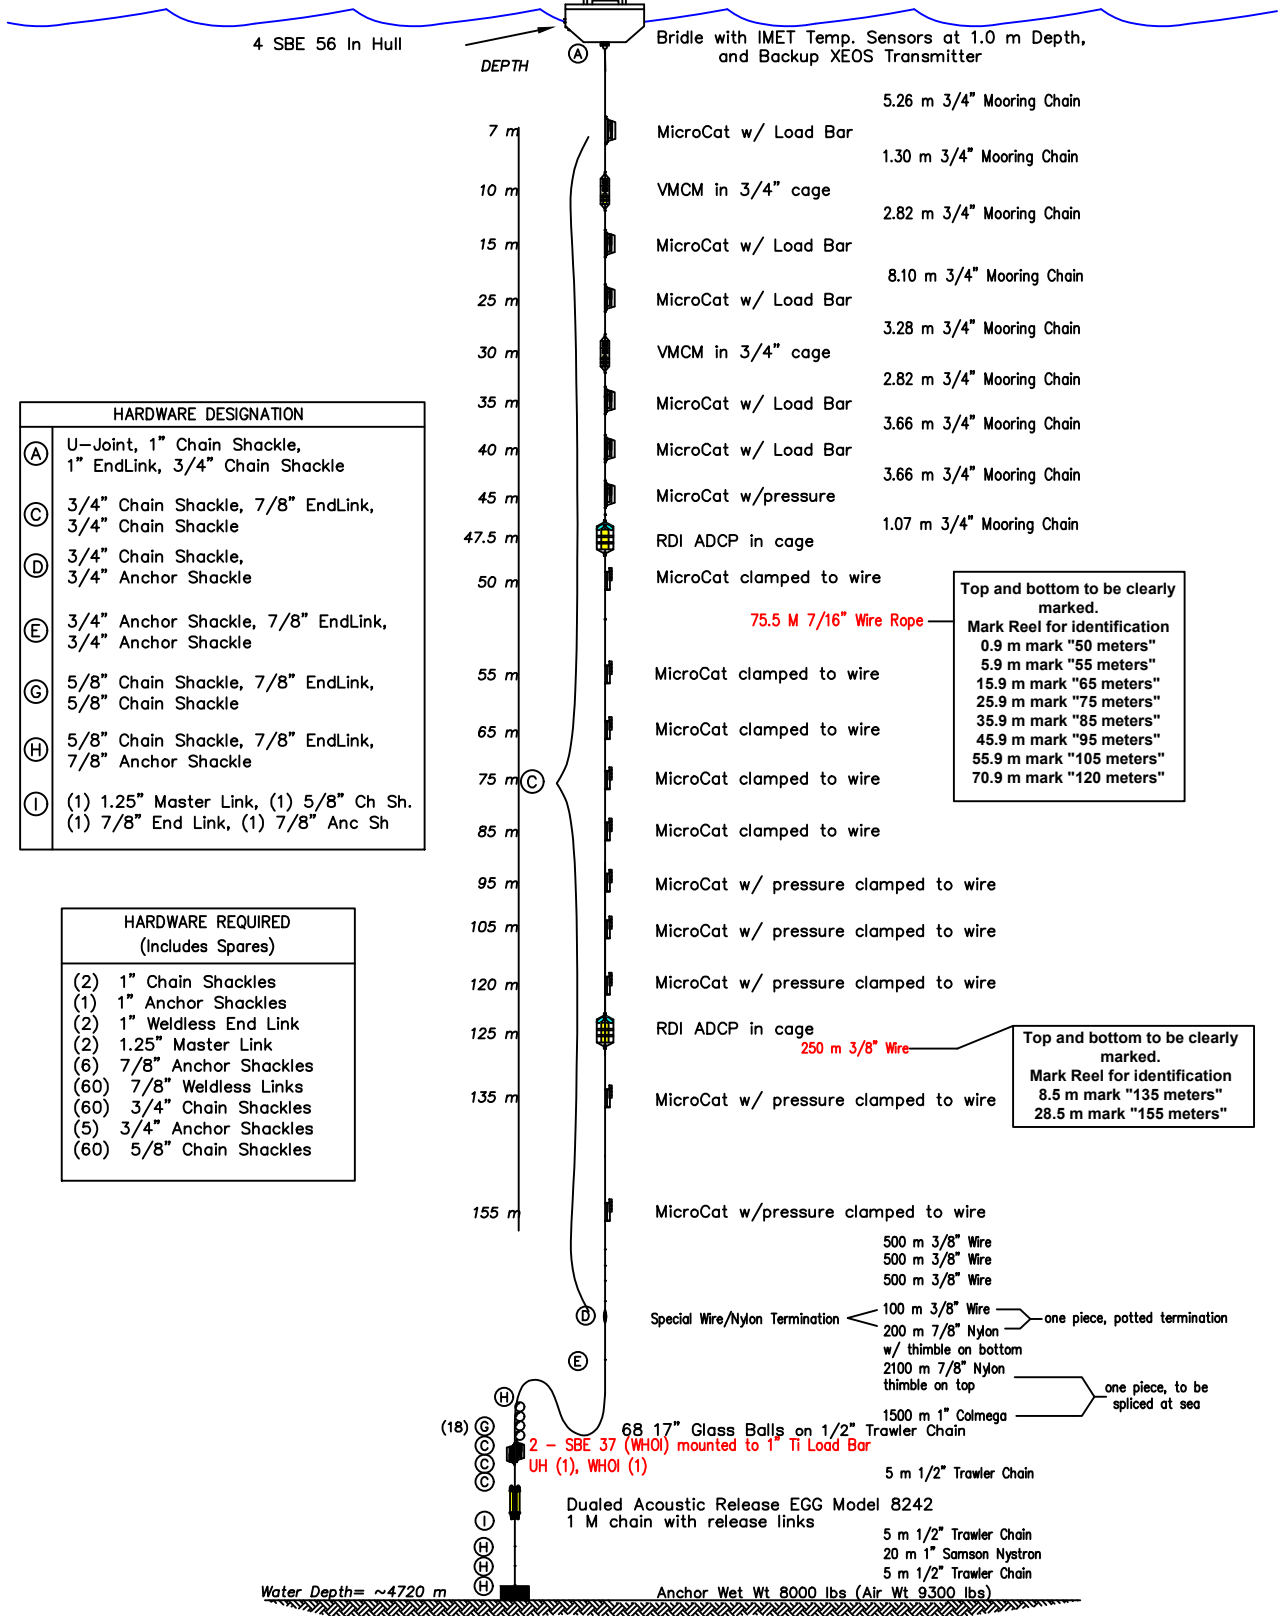 4 SBE 56 In Hull
Bridle with IMET Temp. Sensors at 1.0 m Depth,
and Backup XEOS Transmitter
A
DEPTH
5.26 m 3/4" Mooring Chain
7 m
MicroCat w/ Load Bar
1.30 m 3/4" Mooring Chain
10 m
VMCM in 3/4" cage
2.82 m 3/4" Mooring Chain
15 m
MicroCat w/ Load Bar
8.10 m 3/4" Mooring Chain
25 m
MicroCat w/ Load Bar
3.28 m 3/4" Mooring Chain
30 m
VMCM in 3/4" cage
2.82 m 3/4" Mooring Chain
35 m
MicroCat w/ Load Bar
3.66 m 3/4" Mooring Chain
40 m
MicroCat w/ Load Bar
3.66 m 3/4" Mooring Chain
45 m
MicroCat w/pressure
1.07 m 3/4" Mooring Chain
47.5 m
RDI ADCP in cage
50 m
MicroCat clamped to wire
75.5 M 7/16" Wire Rope
Top and bottom to be clearly
marked.
Mark Reel for identification
0.9 m mark "50 meters"
5.9 m mark "55 meters"
15.9 m mark "65 meters"
25.9 m mark "75 meters"
35.9 m mark "85 meters"
45.9 m mark "95 meters"
55.9 m mark "105 meters"
70.9 m mark "120 meters"
55 m
MicroCat clamped to wire
65 m
MicroCat clamped to wire
75 m
C
MicroCat clamped to wire
85 m
MicroCat clamped to wire
95 m
MicroCat w/ pressure clamped to wire
105 m
MicroCat w/ pressure clamped to wire
120 m
MicroCat w/ pressure clamped to wire
125 m
RDI ADCP in cage
250 m 3/8" Wire
Top and bottom to be clearly
marked.
Mark Reel for identification
8.5 m mark "135 meters"
28.5 m mark "155 meters"
135 m
MicroCat w/ pressure clamped to wire
155 m
MicroCat w/pressure clamped to wire
HARDWARE DESIGNATION
A
U-Joint, 1" Chain Shackle,
1" EndLink, 3/4" Chain Shackle
C
3/4" Chain Shackle, 7/8" EndLink,
3/4" Chain Shackle
D
3/4" Chain Shackle,
3/4" Anchor Shackle
E
3/4" Anchor Shackle, 7/8" EndLink,
3/4" Anchor Shackle
G
5/8" Chain Shackle, 7/8" EndLink,
5/8" Chain Shackle
H
5/8" Chain Shackle, 7/8" EndLink,
7/8" Anchor Shackle
I
(1) 1.25" Master Link, (1) 5/8" Ch Sh.
(1) 7/8" End Link, (1) 7/8" Anc Sh
HARDWARE REQUIRED
(Includes Spares)
(2) 1" Chain Shackles
(1) 1" Anchor Shackles
(2) 1" Weldless End Link
(2) 1.25" Master Link
(6) 7/8" Anchor Shackles
(60) 7/8" Weldless Links
(60) 3/4" Chain Shackles
(5) 3/4" Anchor Shackles
(60) 5/8" Chain Shackles
500 m 3/8" Wire
500 m 3/8" Wire
500 m 3/8" Wire
D
Special Wire/Nylon Termination
100 m 3/8" Wire
200 m 7/8" Nylon
one piece, potted termination
w/ thimble on bottom
E
2100 m 7/8" Nylon
thimble on top
1500 m 1" Colmega
one piece, to be
spliced at sea
H
(18) G
68 17" Glass Balls on 1/2" Trawler Chain
C
2 - SBE 37 (WHOI) mounted to 1" Ti Load Bar
C
UH (1), WHOI (1)
C
5 m 1/2" Trawler Chain
Dualed Acoustic Release EGG Model 8242
1 M chain with release links
I
5 m 1/2" Trawler Chain
H
20 m 1" Samson Nystron
H
5 m 1/2" Trawler Chain
H
Water Depth= ~4720 m
Anchor Wet Wt 8000 lbs (Air Wt 9300 lbs)